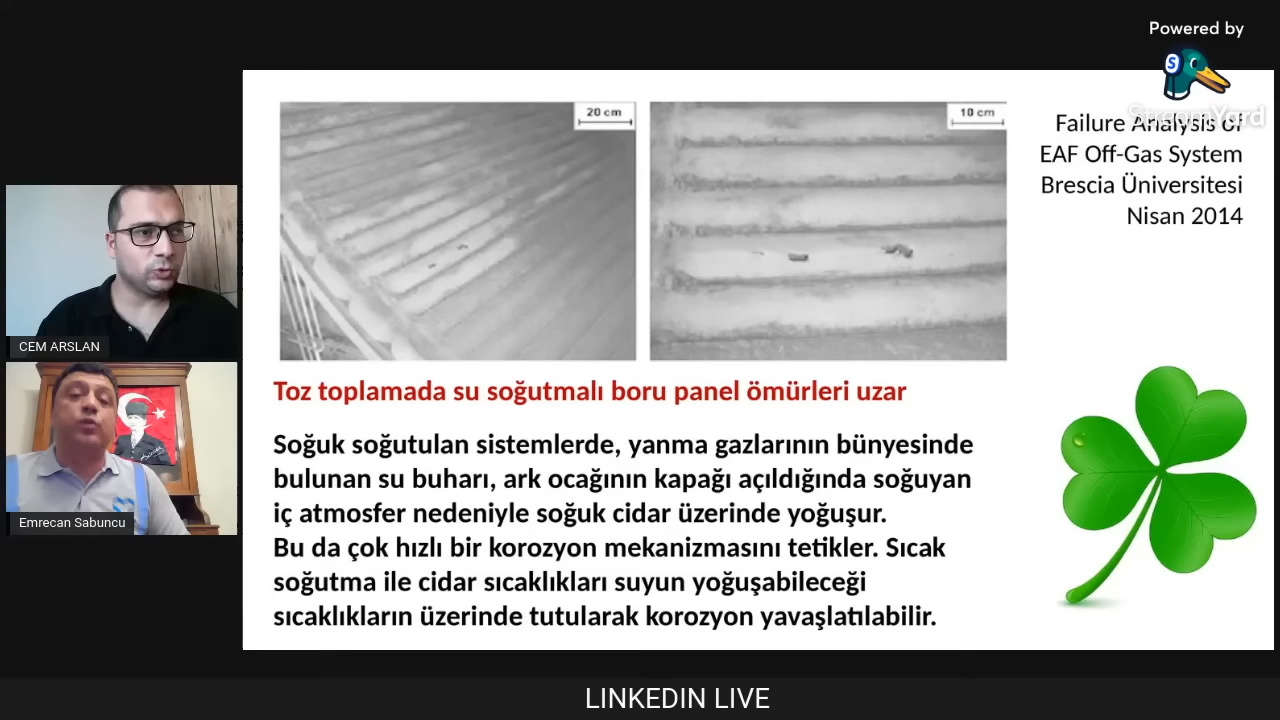 Powered by
StreamYard
20 cm
10 cm
Failure Analysis of
EAF Off-Gas System
Brescia Üniversitesi
Nisan 2014
CEM ARSLAN
Emrecan Sabuncu
Toz toplamada su soğutmalı boru panel ömürleri uzar
Soğuk soğutulan sistemlerde, yanma gazlarının bünyesinde
bulunan su buharı, ark ocağının kapağı açıldığında soğuyan
iç atmosfer nedeniyle soğuk cidar üzerinde yoğuşur.
Bu da çok hızlı bir korozyon mekanizmasını tetikler. Sıcak
soğutma ile cidar sıcaklıkları suyun yoğuşabileceği
sıcaklıkların üzerinde tutularak korozyon yavaşlatılabilir.
LINKEDIN LIVE